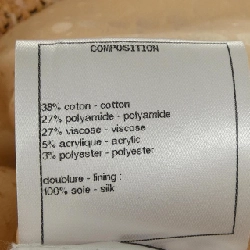 COMPOSITION
38% coton - cotton
27% polyamide - polyamide
27% viscose - viscose
5% acrylique - acrylic
3% polyester - polyester
doublure - lining :
100% soie - silk